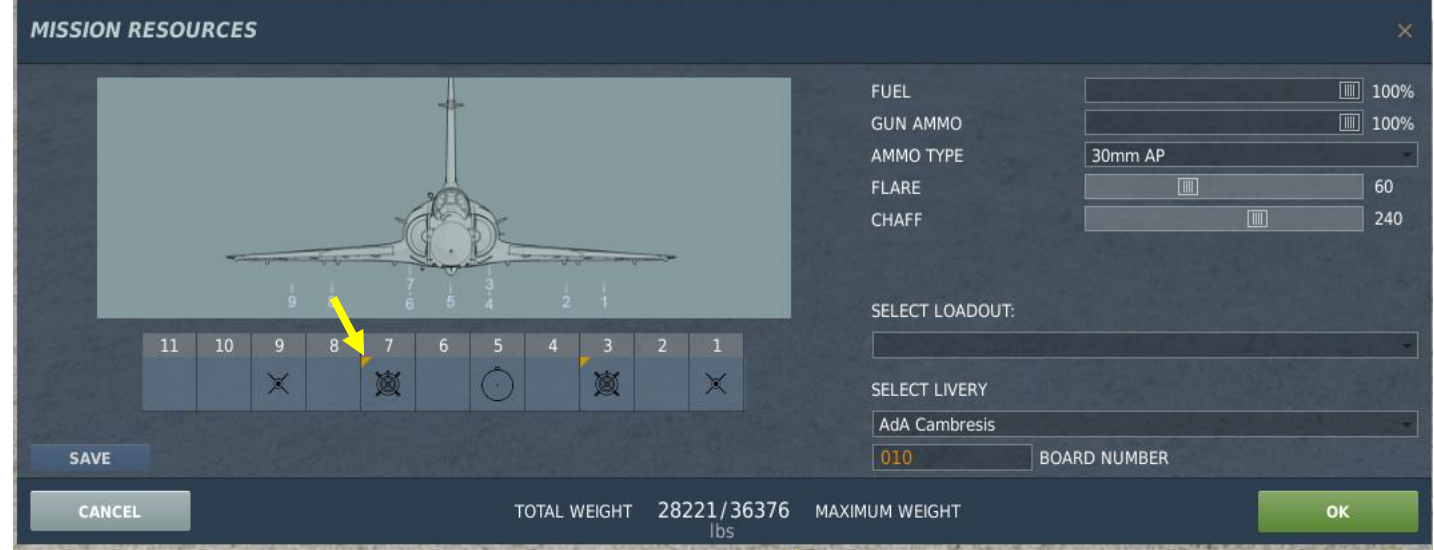 MISSION RESOURCES
×
FUEL 100%
GUN AMMO 100%
AMMO TYPE 30mm AP
FLARE 60
CHAFF 240
7 3
9 6 5 4 2 1
SELECT LOADOUT:
11 10 9 8 7 6 5 4 3 2 1
SELECT LIVERY
AdA Cambresis
010 BOARD NUMBER
SAVE
CANCEL TOTAL WEIGHT 28221/36376 MAXIMUM WEIGHT OK
lbs